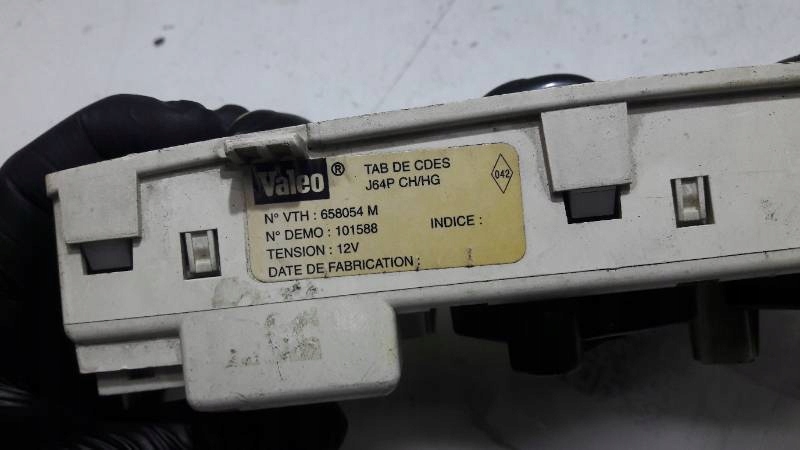 Valeo ®
TAB DE CDES
J64P CH/HG
042
N° VTH : 658054 M
N° DEMO : 101588
INDICE :
TENSION : 12V
DATE DE FABRICATION :